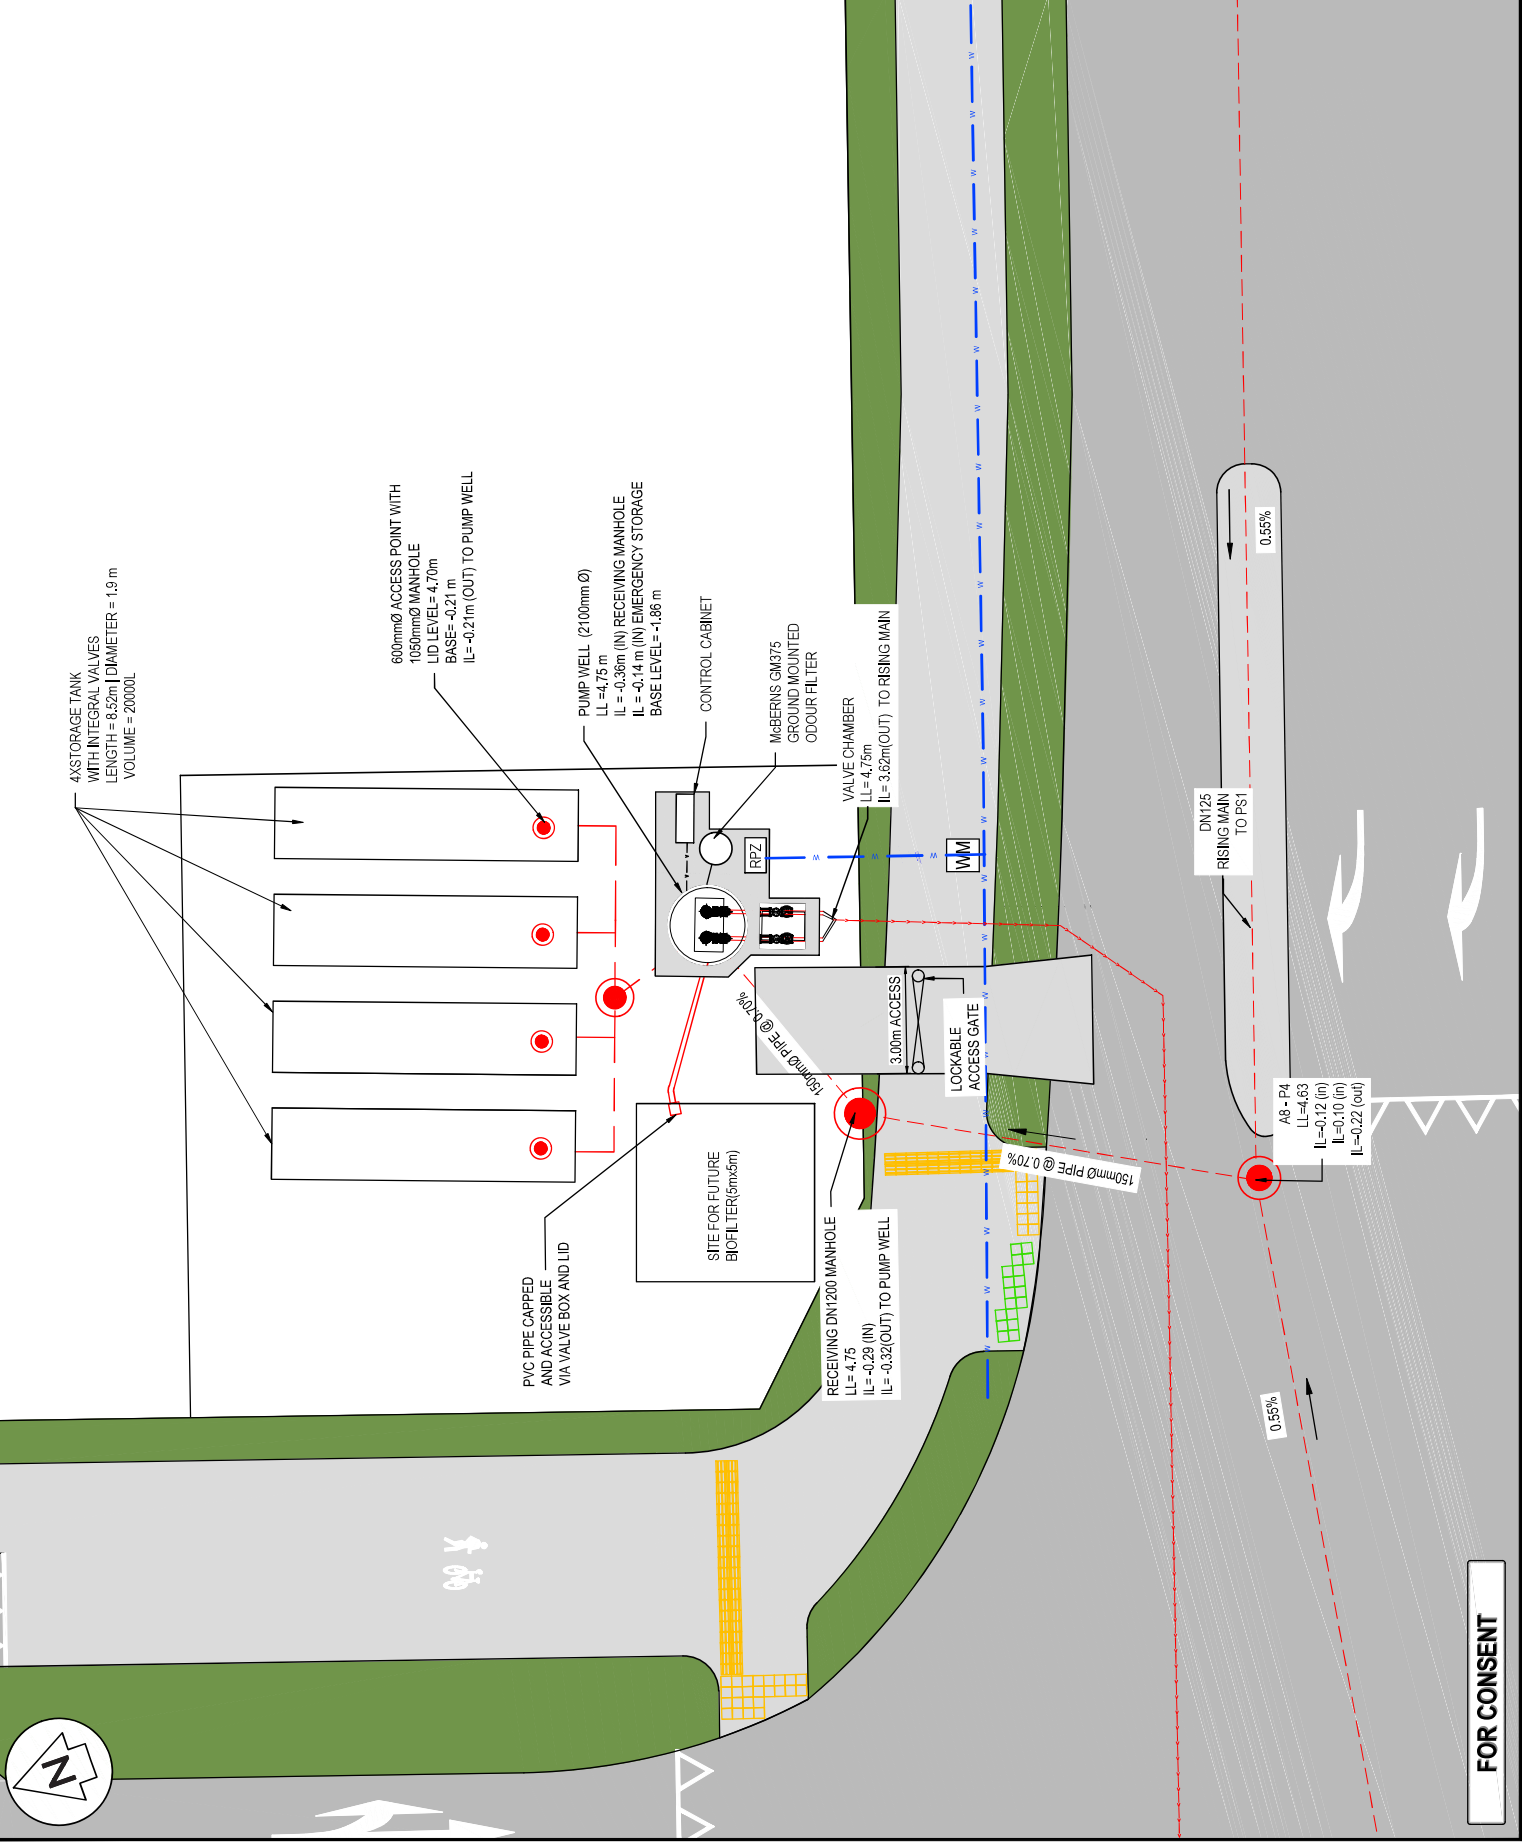 4XSTORAGE TANK
WITH INTEGRAL VALVES
LENGTH = 8.52m | DIAMETER = 1.9 m
VOLUME = 20000L
600mmØ ACCESS POINT WITH
1050mmØ MANHOLE
LID LEVEL= 4.70m
BASE= -0.21 m
IL= -0.21m (OUT) TO PUMP WELL
PUMP WELL (2100mm Ø)
LL =4.75 m
IL = -0.36m (IN) RECEIVING MANHOLE
IL = -0.14 m (IN) EMERGENCY STORAGE
BASE LEVEL= -1.86 m
CONTROL CABINET
McBERNS GM375
GROUND MOUNTED
ODOUR FILTER
VALVE CHAMBER
LL=4.75m
IL= 3.62m(OUT) TO RISING MAIN
RPZ
WM
3.00m ACCESS
LOCKABLE
ACCESS GATE
150mmØ PIPE @ 0.70%
150mmØ PIPE @ 0.70%
SITE FOR FUTURE
BIOFILTER(5mx5m)
PVC PIPE CAPPED
AND ACCESSIBLE
VIA VALVE BOX AND LID
RECEIVING DN1200 MANHOLE
LL= 4.75
IL= -0.29 (IN)
IL= -0.32(OUT) TO PUMP WELL
DN125
RISING MAIN
TO PS1
0.55%
A8 - P4
LL=4.63
IL=-0.12 (in)
IL=0.10 (in)
IL=-0.22 (out)
0.55%
N
FOR CONSENT